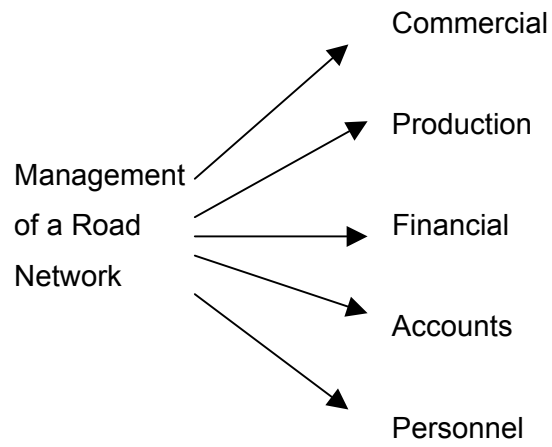 Commercial
Production
Management
of a Road
Network
Financial
Accounts
Personnel